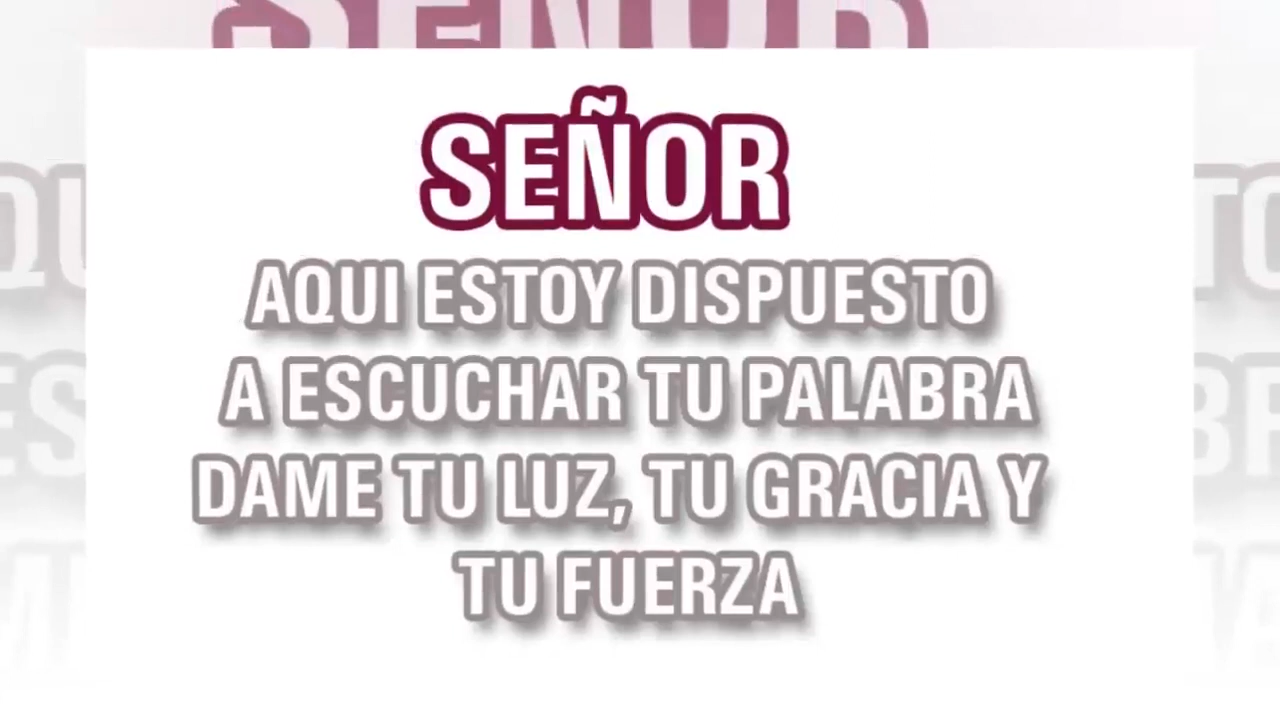 SEÑOR
AQUI ESTOY DISPUESTO
A ESCUCHAR TU PALABRA
DAME TU LUZ, TU GRACIA Y
TU FUERZA